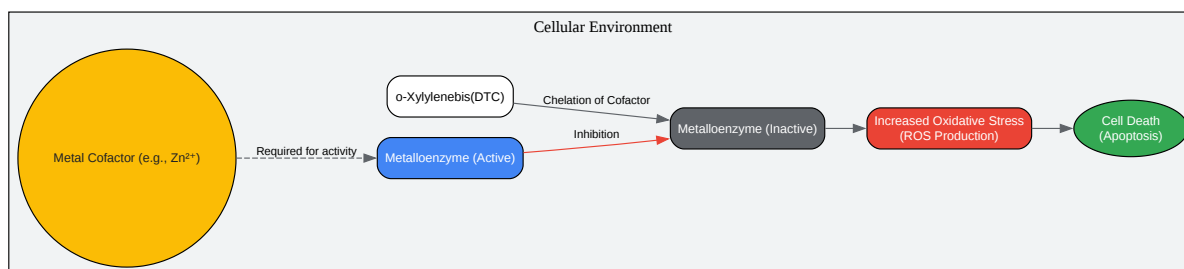 Cellular Environment
Metal Cofactor (e.g., Zn²⁺)
Required for activity
o-Xylylenebis(DTC)
Metalloenzyme (Active)
Chelation of Cofactor
Inhibition
Metalloenzyme (Inactive)
Increased Oxidative Stress
(ROS Production)
Cell Death
(Apoptosis)